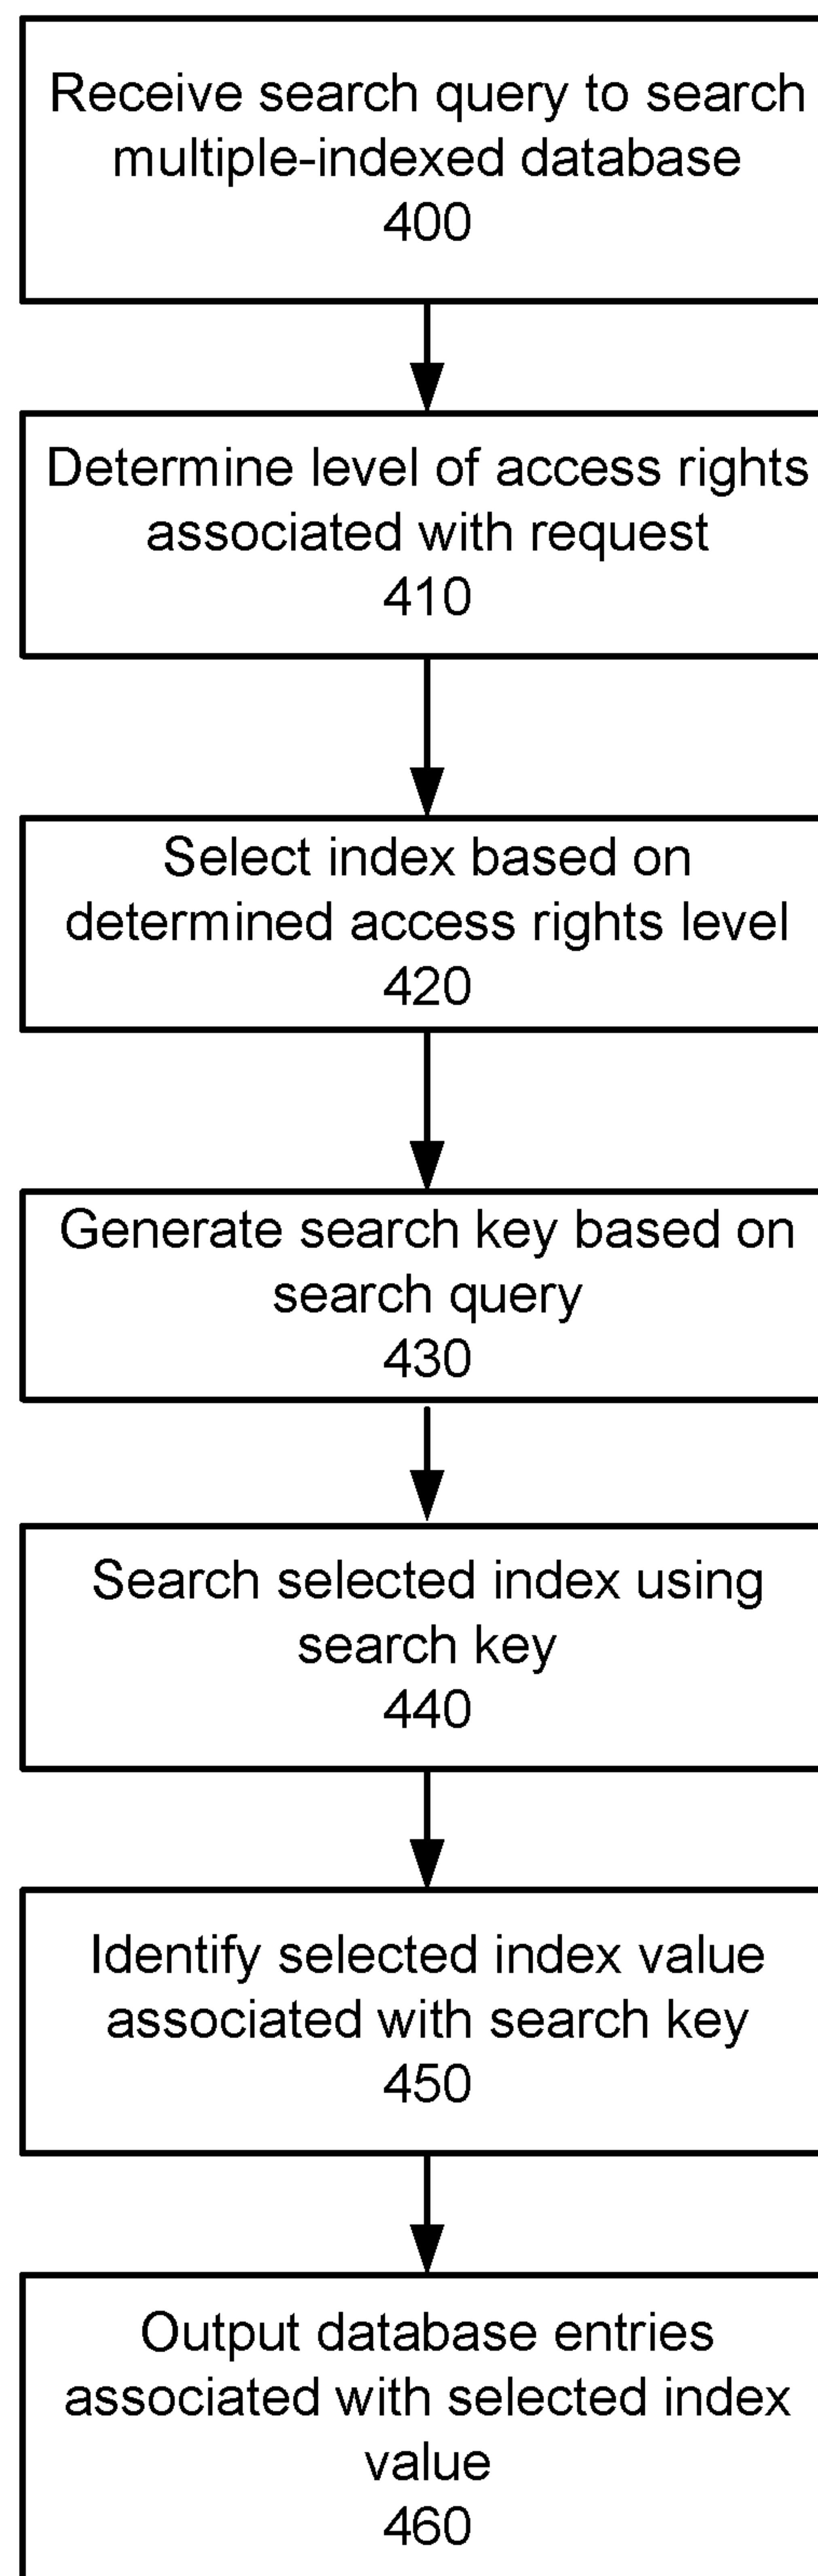 Receive search query to search
multiple-indexed database
400
Determine level of access rights
associated with request
410
Select index based on
determined access rights level
420
Generate search key based on
search query
430
Search selected index using
search key
440
Identify selected index value
associated with search key
450
Output database entries
associated with selected index
value
460